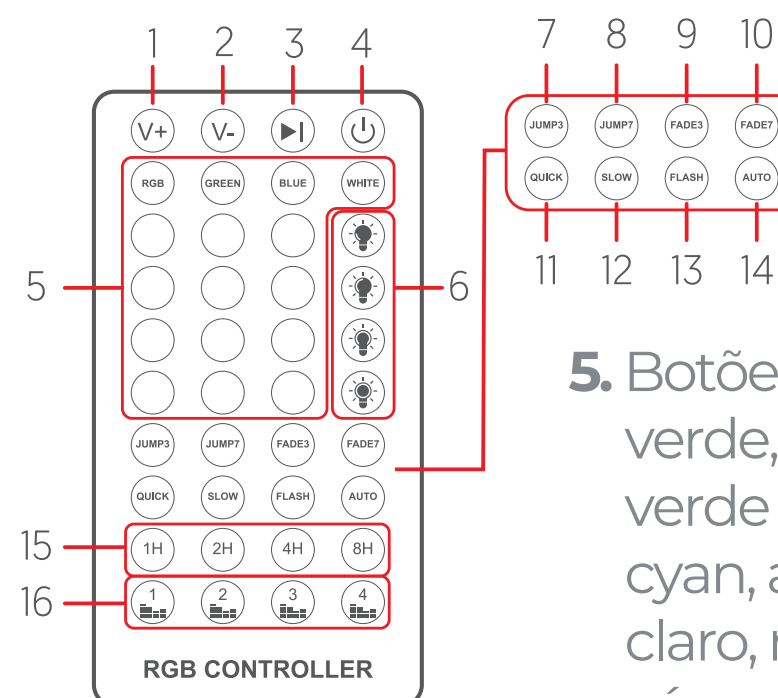 1 2 3 4
V+ V-
RGB GREEN BLUE WHITE
5 6
JUMP3 JUMP7 FADE3 FADE7
QUICK SLOW FLASH AUTO
15 1H 2H 4H 8H
16 1 2 3 4
RGB CONTROLLER
7 8 9 10
JUMP3 JUMP7 FADE3 FADE7
QUICK SLOW FLASH AUTO
11 12 13 14
5. Botõe
verde,
verde
cyan, a
claro, r